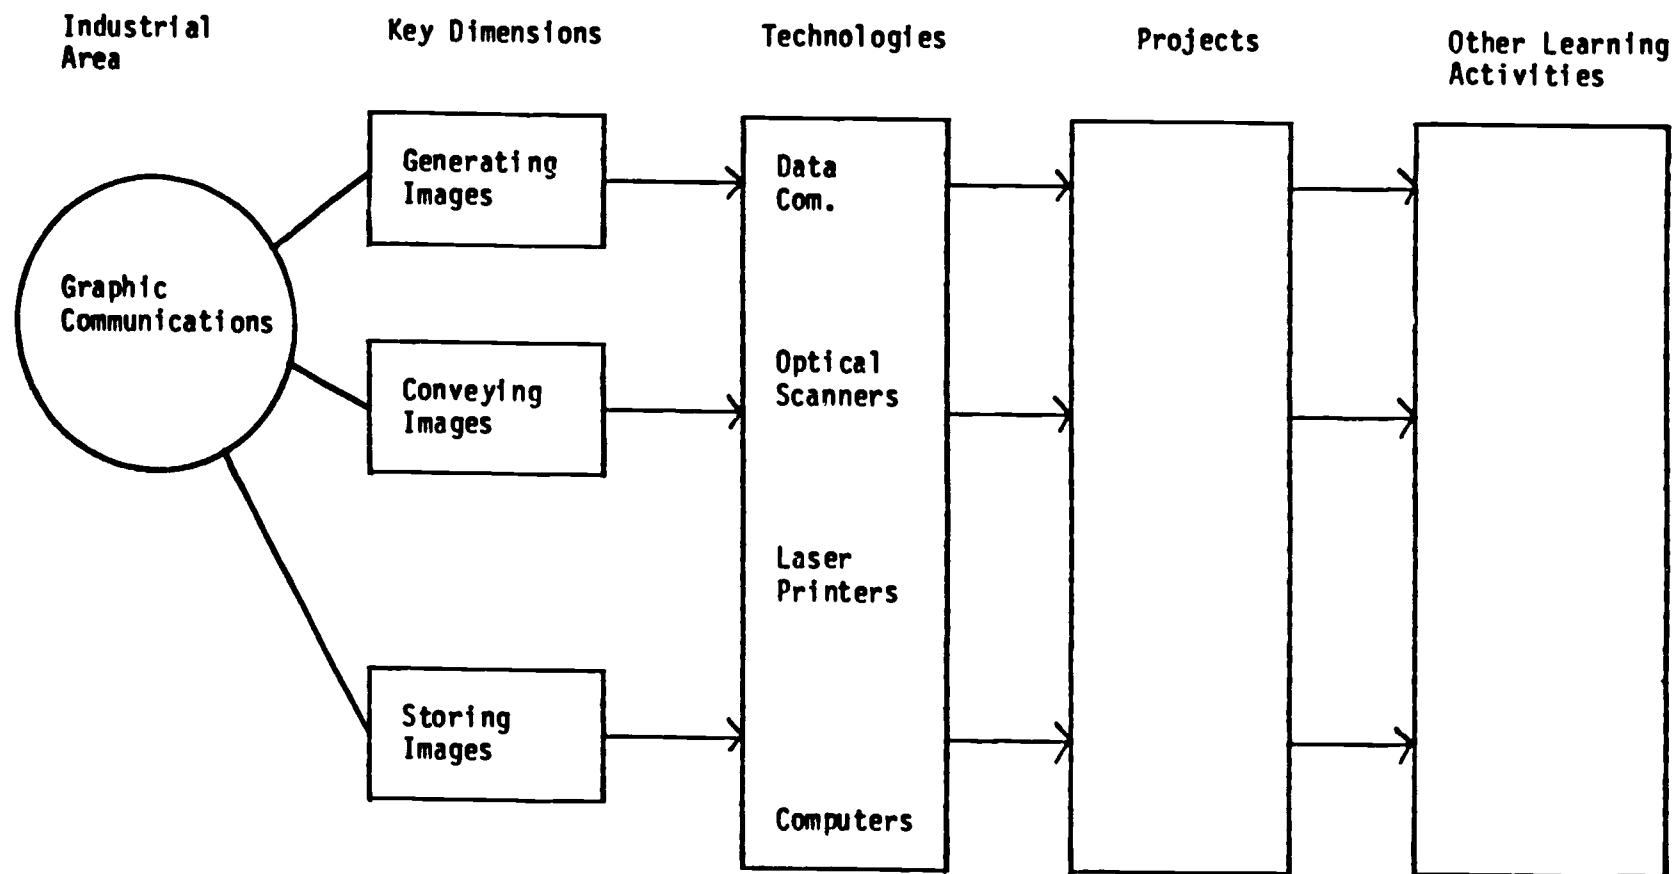 Industrial
Area
Key Dimensions
Technologies
Projects
Other Learning
Activities
Graphic
Communications
Generating
Images
Conveying
Images
Storing
Images
Data
Com.
Optical
Scanners
Laser
Printers
Computers